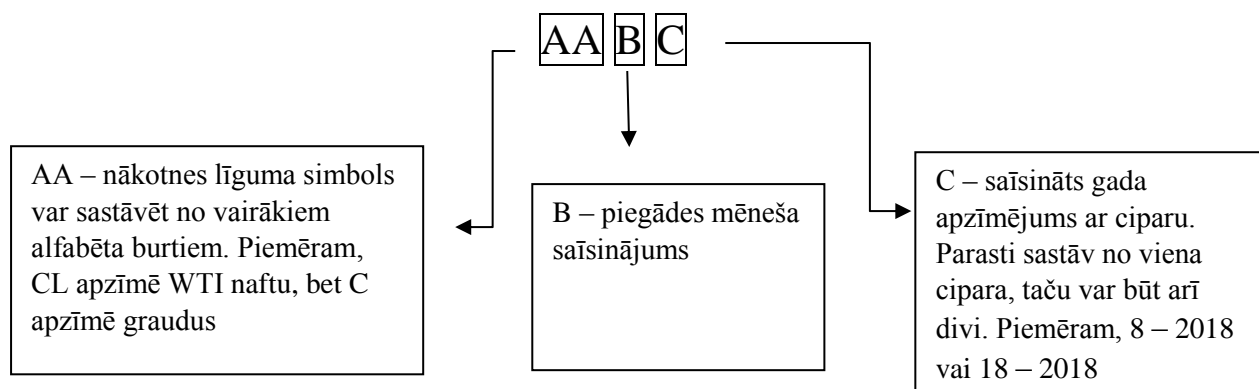 AA B C
AA – nākotnes līguma simbols
var sastāvēt no vairākiem
alfabēta burtiem. Piemēram,
CL apzīmē WTI naftu, bet C
apzīmē graudus
B – piegādes mēneša
saīsinājums
C – saīsināts gada
apzīmējums ar ciparu.
Parasti sastāv no viena
cipara, taču var būt arī
divi. Piemēram, 8 – 2018
vai 18 – 2018